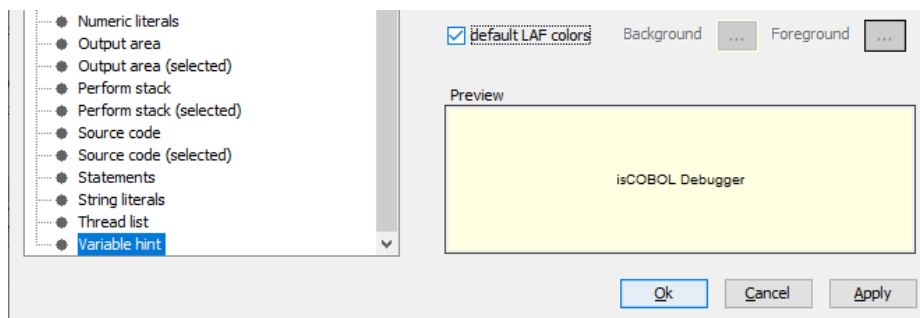 Numeric literals
Output area
Output area (selected)
Perform stack
Perform stack (selected)
Source code
Source code (selected)
Statements
String literals
Thread list
Variable hint
default LAF colors Background ... Foreground ...
Preview
isCOBOL Debugger
Ok Cancel Apply